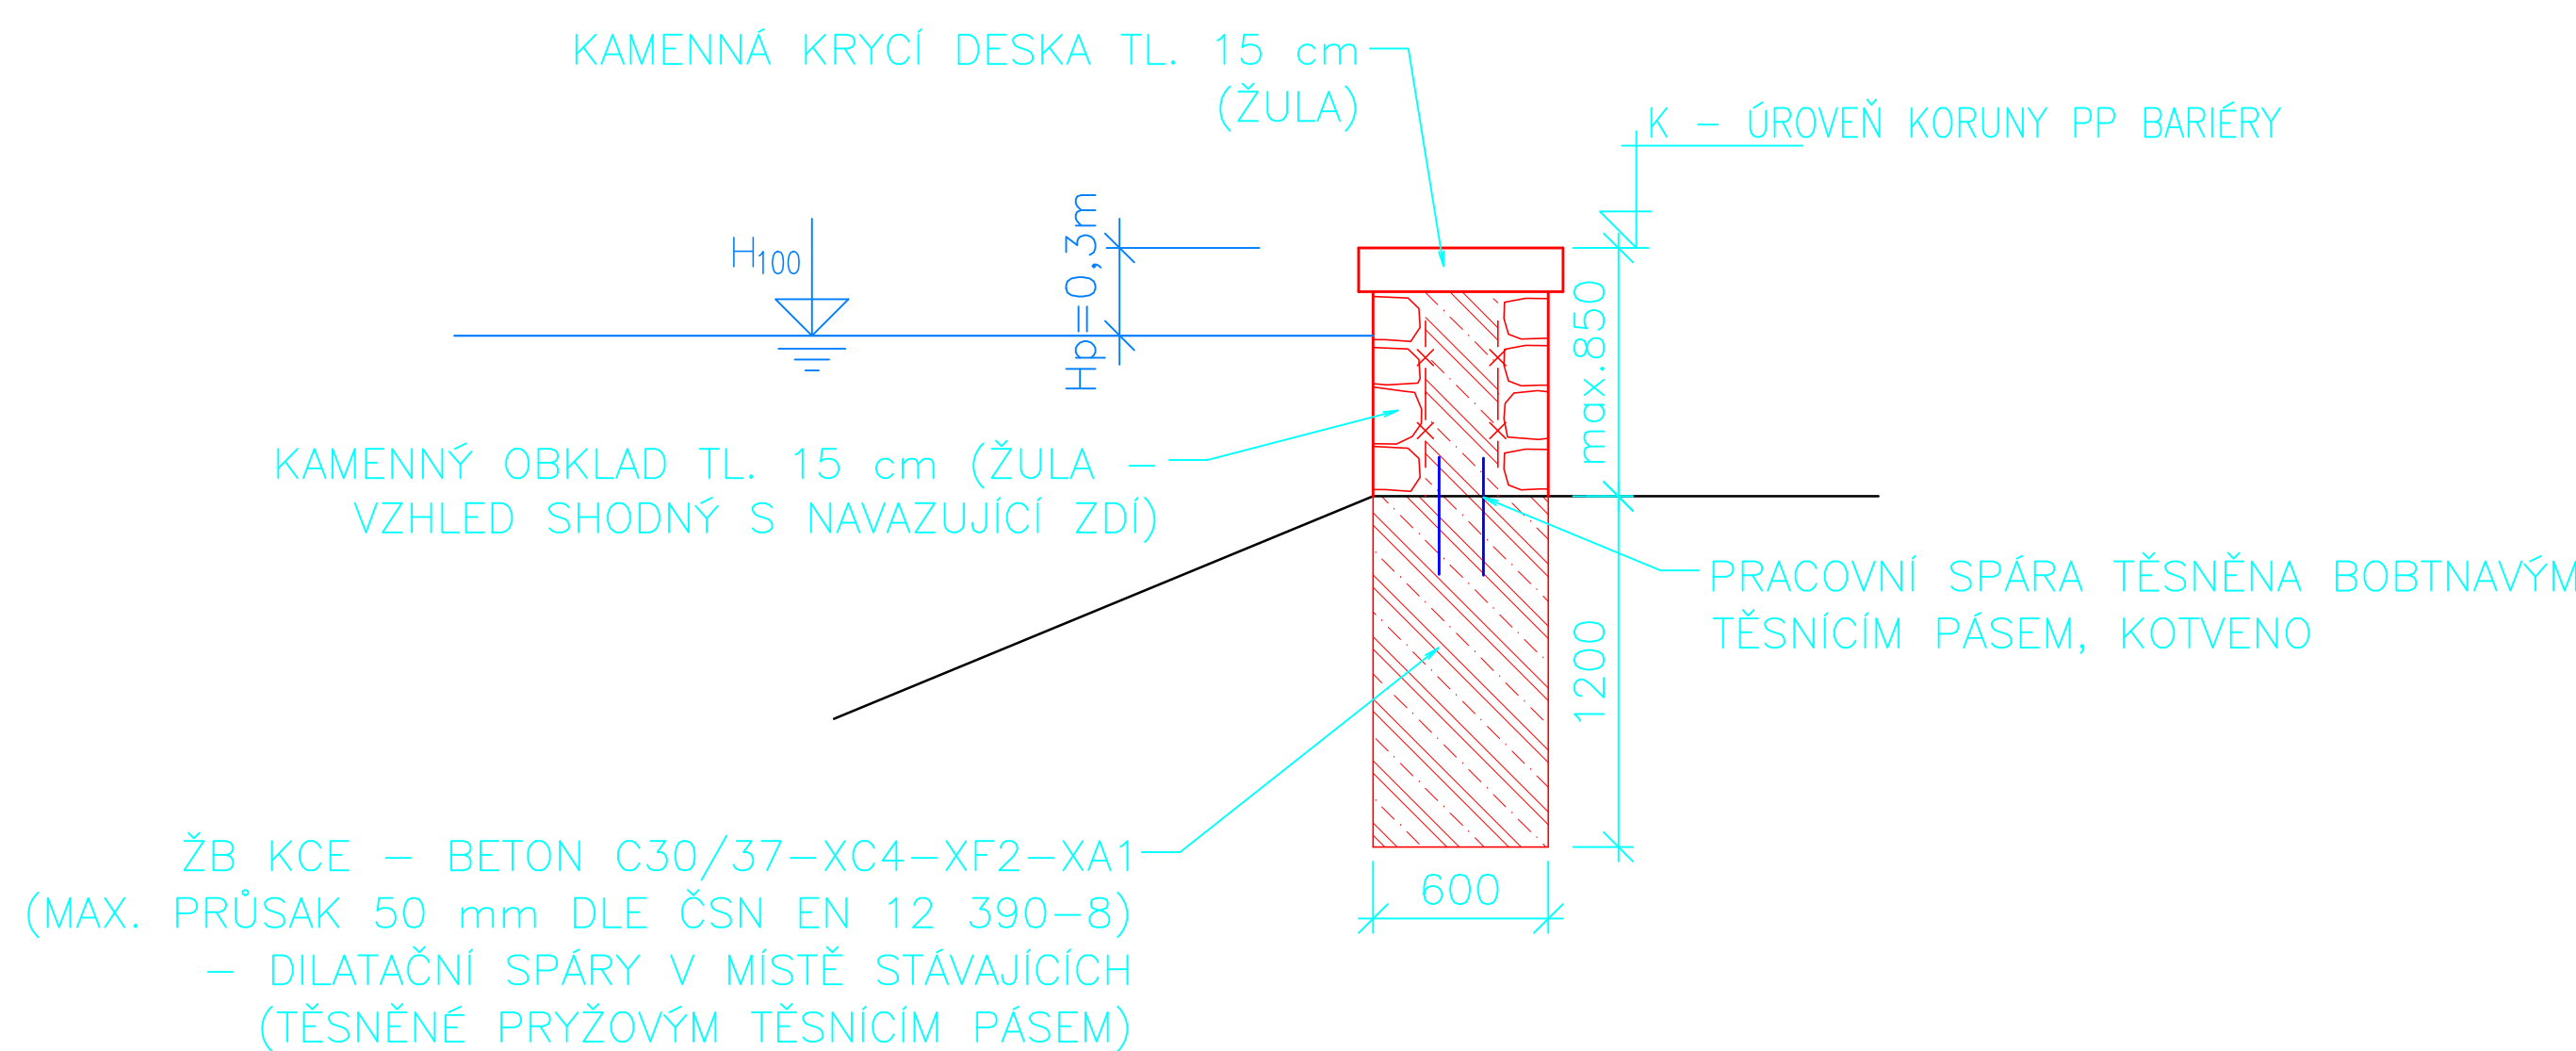 KAMENNÁ KRYCÍ DESKA TL. 15 cm
(ŽULA)
K – ÚROVEŇ KORUNY PP BARIÉRY
H100
Hp=0,3m
max.850
KAMENNÝ OBKLAD TL. 15 cm (ŽULA –
VZHLED SHODNÝ S NAVAZUJÍCÍ ZDÍ)
PRACOVNÍ SPÁRA TĚSNĚNA BOBTNAVÝM
TĚSNÍCÍM PÁSEM, KOTVENO
1200
ŽB KCE – BETON C30/37–XC4–XF2–XA1
(MAX. PRŮSAK 50 mm DLE ČSN EN 12 390–8)
– DILATAČNÍ SPÁRY V MÍSTĚ STÁVAJÍCÍCH
(TĚSNĚNÉ PRYŽOVÝM TĚSNÍCÍM PÁSEM)
600